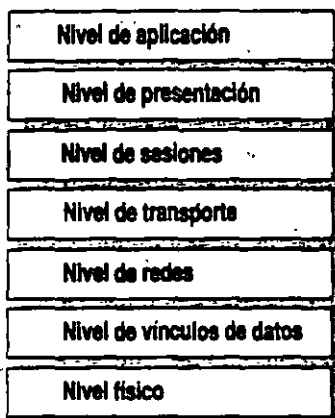 Nivel de aplicación
Nivel de presentación
Nivel de sesiones
Nivel de transporte
Nivel de redes
Nivel de vínculos de datos
Nivel físico